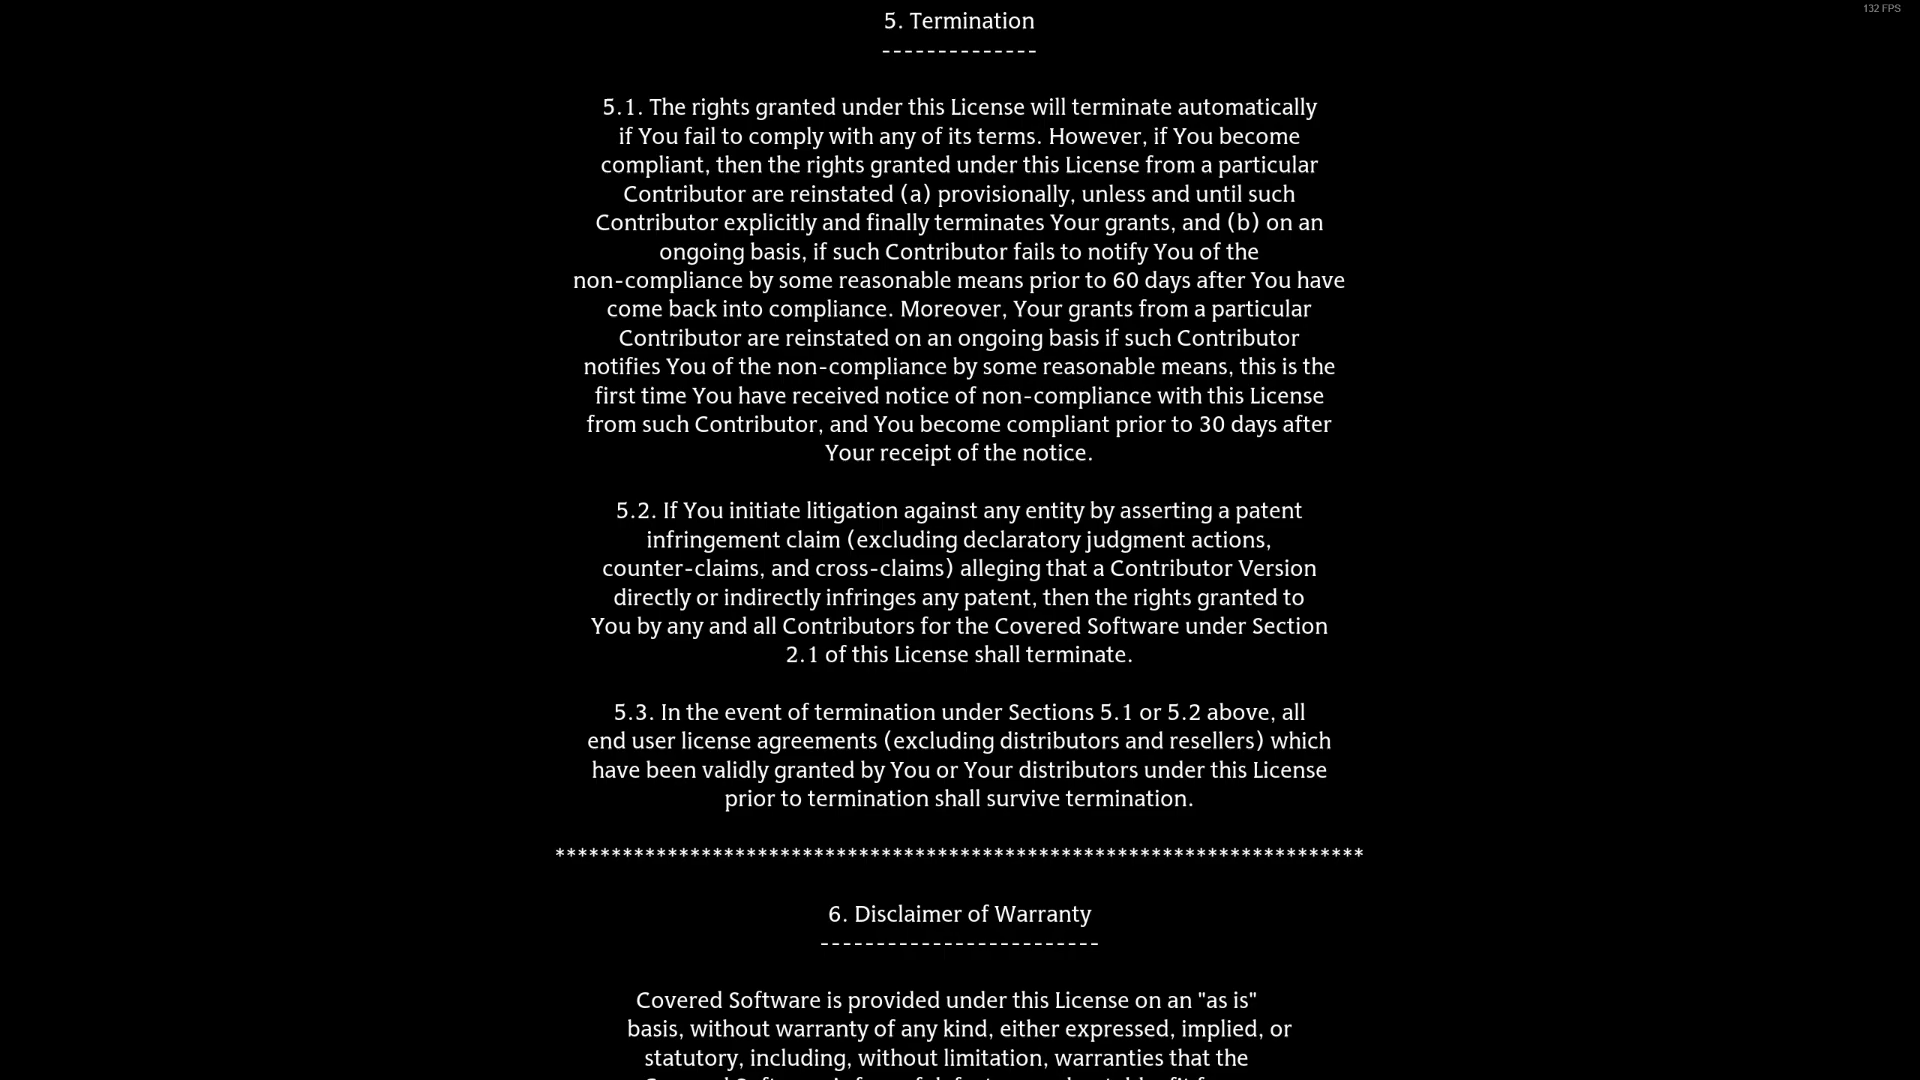 132 FPS
5. Termination
--------------
5.1. The rights granted under this License will terminate automatically
if You fail to comply with any of its terms. However, if You become
compliant, then the rights granted under this License from a particular
Contributor are reinstated (a) provisionally, unless and until such
Contributor explicitly and finally terminates Your grants, and (b) on an
ongoing basis, if such Contributor fails to notify You of the
non-compliance by some reasonable means prior to 60 days after You have
come back into compliance. Moreover, Your grants from a particular
Contributor are reinstated on an ongoing basis if such Contributor
notifies You of the non-compliance by some reasonable means, this is the
first time You have received notice of non-compliance with this License
from such Contributor, and You become compliant prior to 30 days after
Your receipt of the notice.
5.2. If You initiate litigation against any entity by asserting a patent
infringement claim (excluding declaratory judgment actions,
counter-claims, and cross-claims) alleging that a Contributor Version
directly or indirectly infringes any patent, then the rights granted to
You by any and all Contributors for the Covered Software under Section
2.1 of this License shall terminate.
5.3. In the event of termination under Sections 5.1 or 5.2 above, all
end user license agreements (excluding distributors and resellers) which
have been validly granted by You or Your distributors under this License
prior to termination shall survive termination.
************************************************************************
6. Disclaimer of Warranty
-------------------------
Covered Software is provided under this License on an "as is"
basis, without warranty of any kind, either expressed, implied, or
statutory, including, without limitation, warranties that the